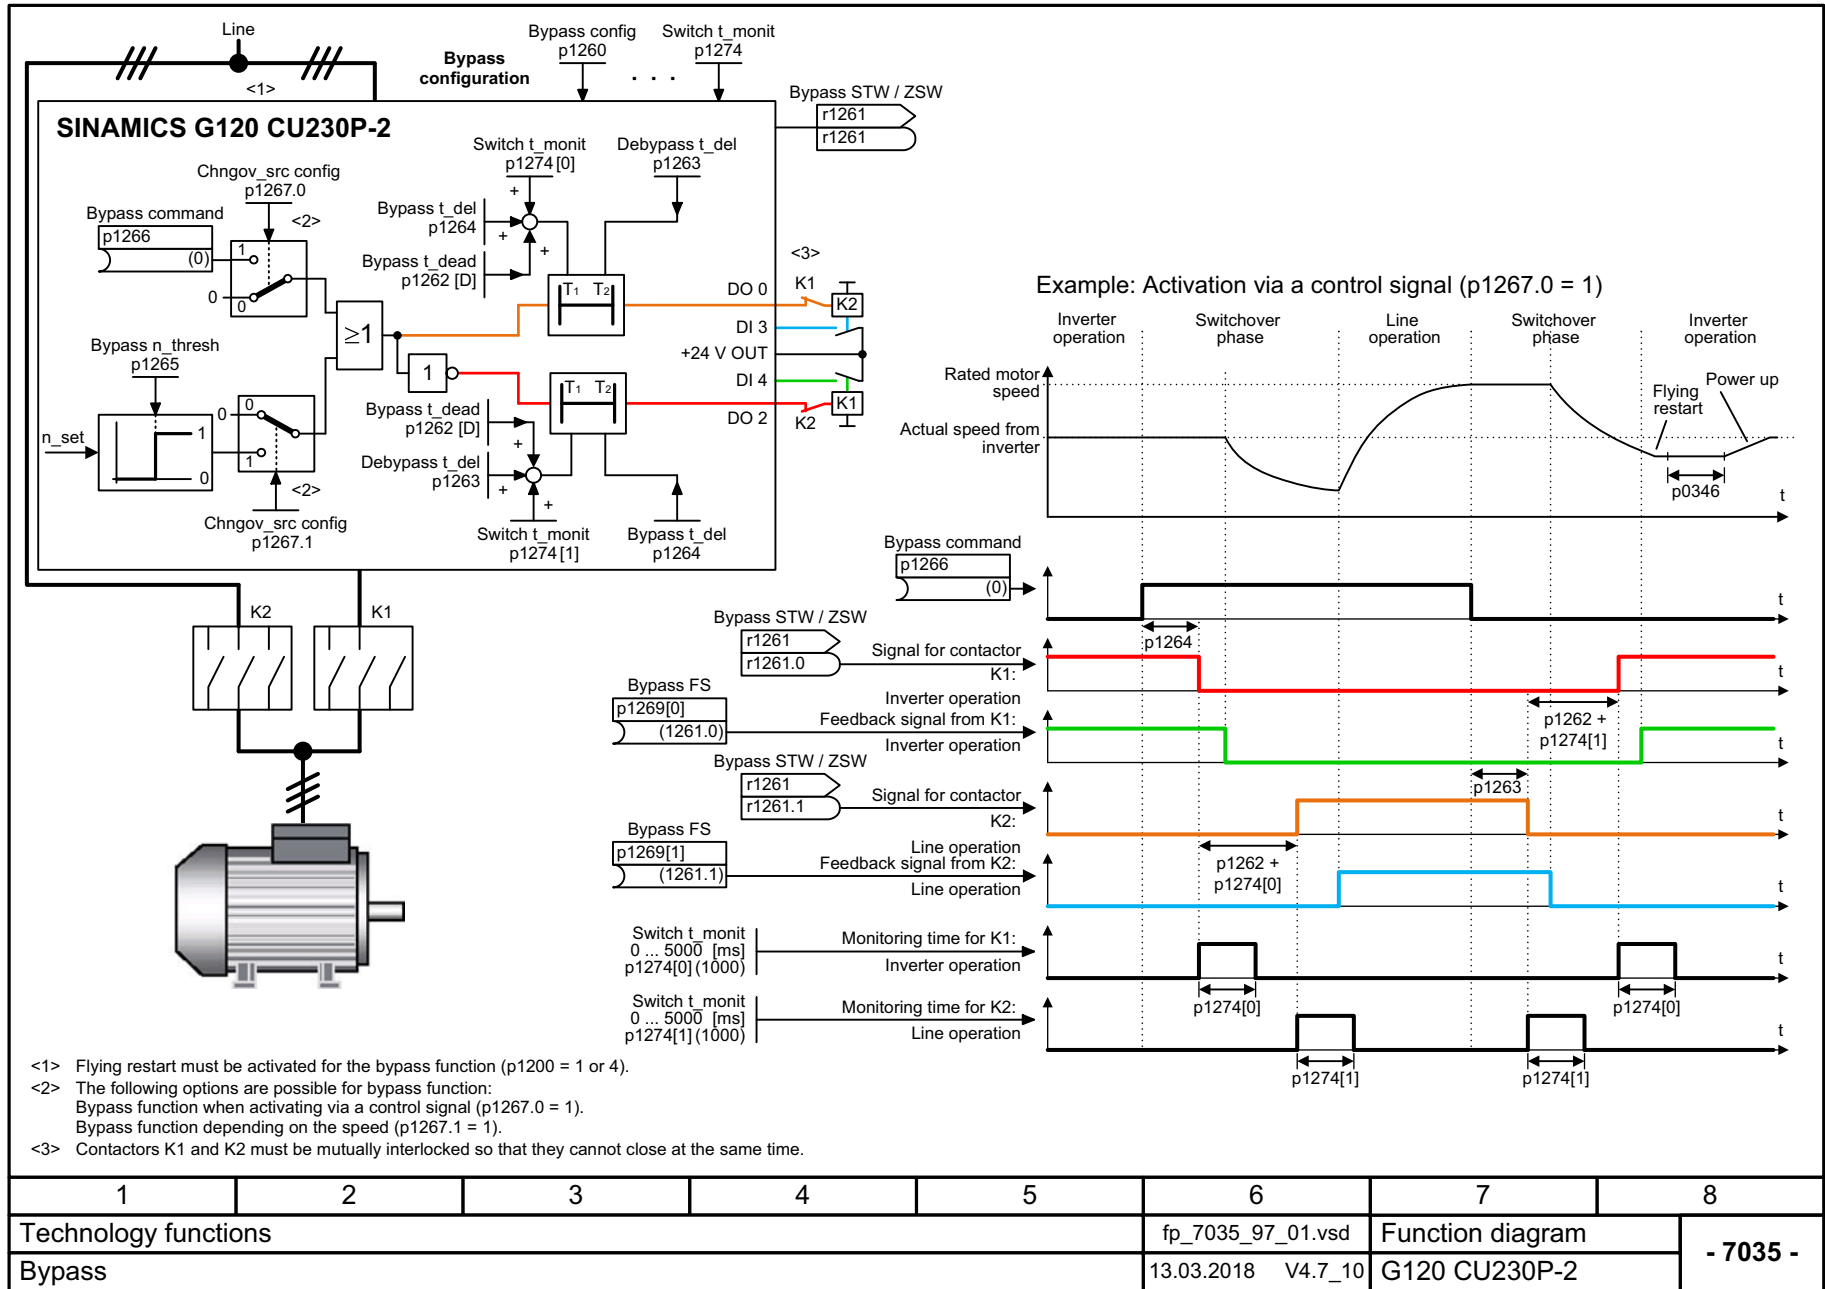 Line
<1>
Bypass config
p1260
Switch t_monit
p1274
Bypass
configuration
. . .
Bypass STW / ZSW
r1261
r1261
SINAMICS G120 CU230P-2
Chngov_src config
p1267.0
<2>
Bypass command
p1266
(0)
1
0
0
Bypass n_thresh
p1265
n_set
1
0
0
0
1
<2>
Chngov_src config
p1267.1
≥1
1
Switch t_monit
p1274 [0]
+
Debypass t_del
p1263
Bypass t_del
p1264
+
+
Bypass t_dead
p1262 [D]
T1 T2
Bypass t_dead
p1262 [D]
+
Debypass t_del
p1263
+
+
Switch t_monit
p1274 [1]
T1 T2
Bypass t_del
p1264
<3>
DO 0
K1
K2
DI 3
+24 V OUT
DI 4
K1
DO 2
K2
K2
K1
Example: Activation via a control signal (p1267.0 = 1)
Inverter
operation
Switchover
phase
Line
operation
Switchover
phase
Inverter
operation
Rated motor
speed
Actual speed from
inverter
Flying
restart
Power up
p0346
t
Bypass command
p1266
(0)
t
p1264
Bypass STW / ZSW
r1261
r1261.0
Signal for contactor
K1:
Inverter operation
t
p1262 +
p1274[1]
Bypass FS
p1269[0]
(1261.0)
Feedback signal from K1:
Inverter operation
t
p1263
Bypass STW / ZSW
r1261
r1261.1
Signal for contactor
K2:
Line operation
t
p1262 +
p1274[0]
Bypass FS
p1269[1]
(1261.1)
Feedback signal from K2:
Line operation
t
Switch t_monit
0 ... 5000 [ms]
p1274[0] (1000)
Monitoring time for K1:
Inverter operation
t
p1274[0]
p1274[0]
Switch t_monit
0 ... 5000 [ms]
p1274[1] (1000)
Monitoring time for K2:
Line operation
t
p1274[1]
p1274[1]
<1> Flying restart must be activated for the bypass function (p1200 = 1 or 4).
<2> The following options are possible for bypass function:
Bypass function when activating via a control signal (p1267.0 = 1).
Bypass function depending on the speed (p1267.1 = 1).
<3> Contactors K1 and K2 must be mutually interlocked so that they cannot close at the same time.
1 2 3 4 5 6 7 8
Technology functions
fp_7035_97_01.vsd
Function diagram
- 7035 -
Bypass
13.03.2018 V4.7_10
G120 CU230P-2